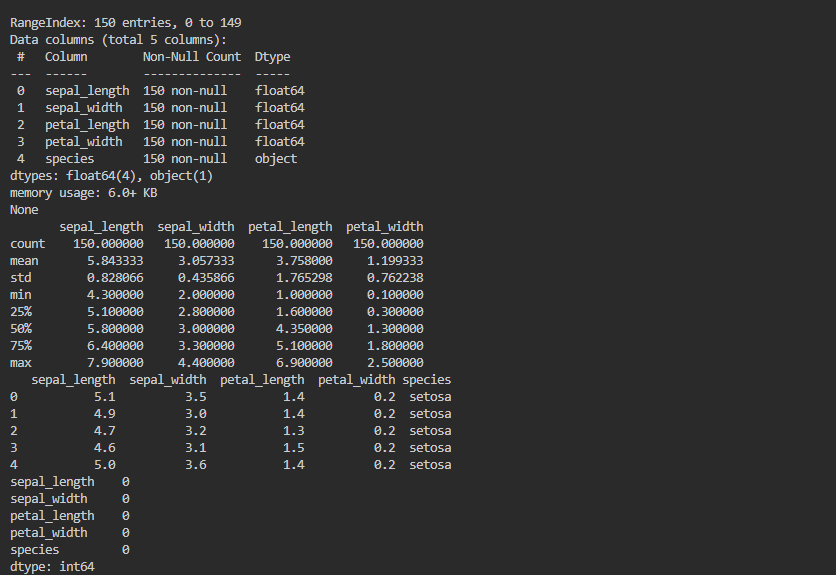 RangeIndex: 150 entries, 0 to 149
Data columns (total 5 columns):
 #   Column        Non-Null Count  Dtype
---  ------        --------------  -----
 0   sepal_length  150 non-null    float64
 1   sepal_width   150 non-null    float64
 2   petal_length  150 non-null    float64
 3   petal_width   150 non-null    float64
 4   species       150 non-null    object
dtypes: float64(4), object(1)
memory usage: 6.0+ KB
None
       sepal_length  sepal_width  petal_length  petal_width
count    150.000000   150.000000    150.000000   150.000000
mean       5.843333     3.057333      3.758000     1.199333
std        0.828066     0.435866      1.765298     0.762238
min        4.300000     2.000000      1.000000     0.100000
25%        5.100000     2.800000      1.600000     0.300000
50%        5.800000     3.000000      4.350000     1.300000
75%        6.400000     3.300000      5.100000     1.800000
max        7.900000     4.400000      6.900000     2.500000
   sepal_length  sepal_width  petal_length  petal_width species
0           5.1          3.5           1.4          0.2  setosa
1           4.9          3.0           1.4          0.2  setosa
2           4.7          3.2           1.3          0.2  setosa
3           4.6          3.1           1.5          0.2  setosa
4           5.0          3.6           1.4          0.2  setosa
sepal_length    0
sepal_width     0
petal_length    0
petal_width     0
species         0
dtype: int64